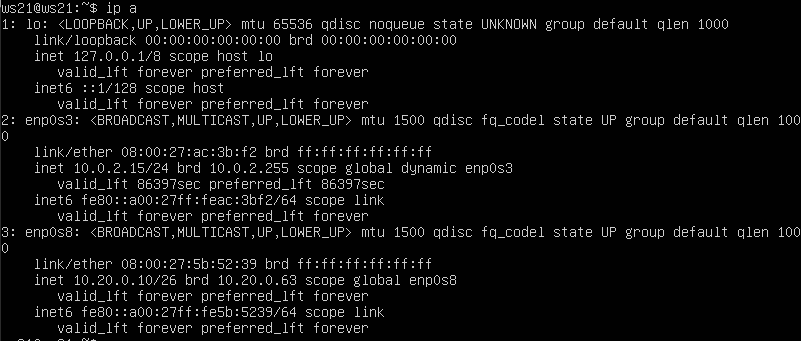 ws21@ws21:~$ ip a
1: lo: <LOOPBACK,UP,LOWER_UP> mtu 65536 qdisc noqueue state UNKNOWN group default qlen 1000
    link/loopback 00:00:00:00:00:00 brd 00:00:00:00:00:00
    inet 127.0.0.1/8 scope host lo
       valid_lft forever preferred_lft forever
    inet6 ::1/128 scope host
       valid_lft forever preferred_lft forever
2: enp0s3: <BROADCAST,MULTICAST,UP,LOWER_UP> mtu 1500 qdisc fq_codel state UP group default qlen 100
0
    link/ether 08:00:27:ac:3b:f2 brd ff:ff:ff:ff:ff:ff
    inet 10.0.2.15/24 brd 10.0.2.255 scope global dynamic enp0s3
       valid_lft 86397sec preferred_lft 86397sec
    inet6 fe80::a00:27ff:feac:3bf2/64 scope link
       valid_lft forever preferred_lft forever
3: enp0s8: <BROADCAST,MULTICAST,UP,LOWER_UP> mtu 1500 qdisc fq_codel state UP group default qlen 100
0
    link/ether 08:00:27:5b:52:39 brd ff:ff:ff:ff:ff:ff
    inet 10.20.0.10/26 brd 10.20.0.63 scope global enp0s8
       valid_lft forever preferred_lft forever
    inet6 fe80::a00:27ff:fe5b:5239/64 scope link
       valid_lft forever preferred_lft forever